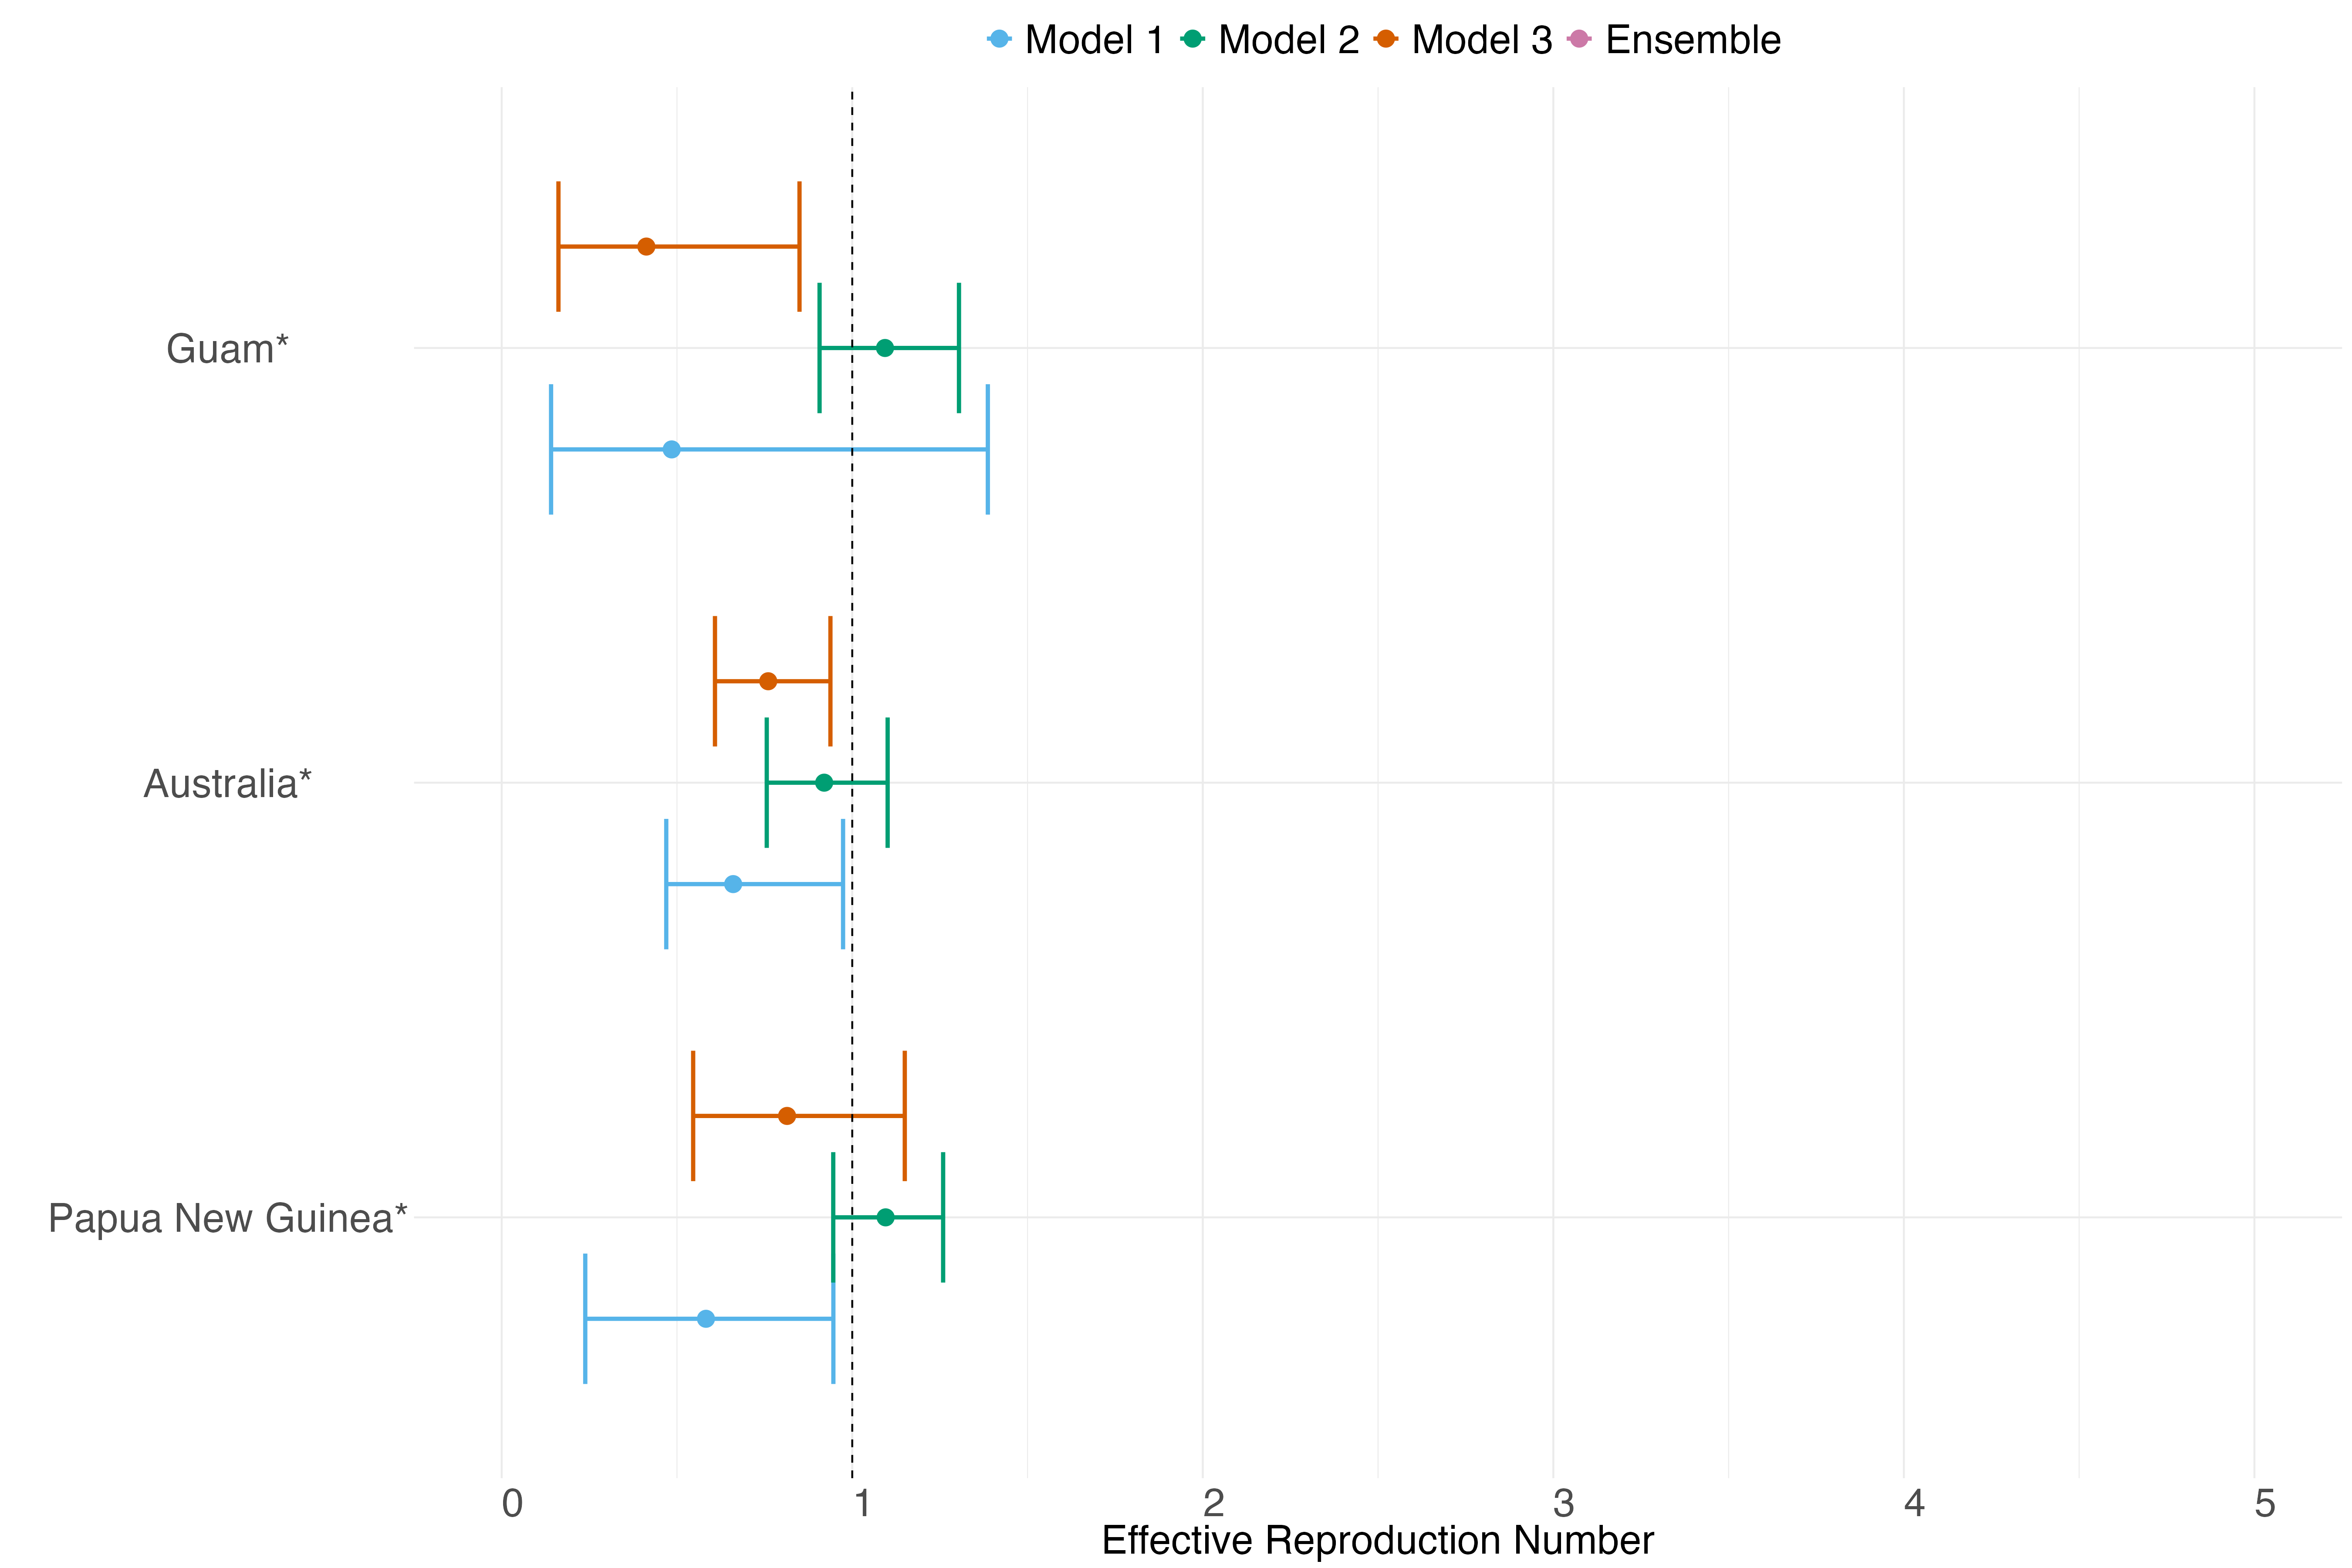 Model 1 Model 2 Model 3 Ensemble
Guam*
Australia*
Papua New Guinea*
0 1 2 3 4 5
Effective Reproduction Number